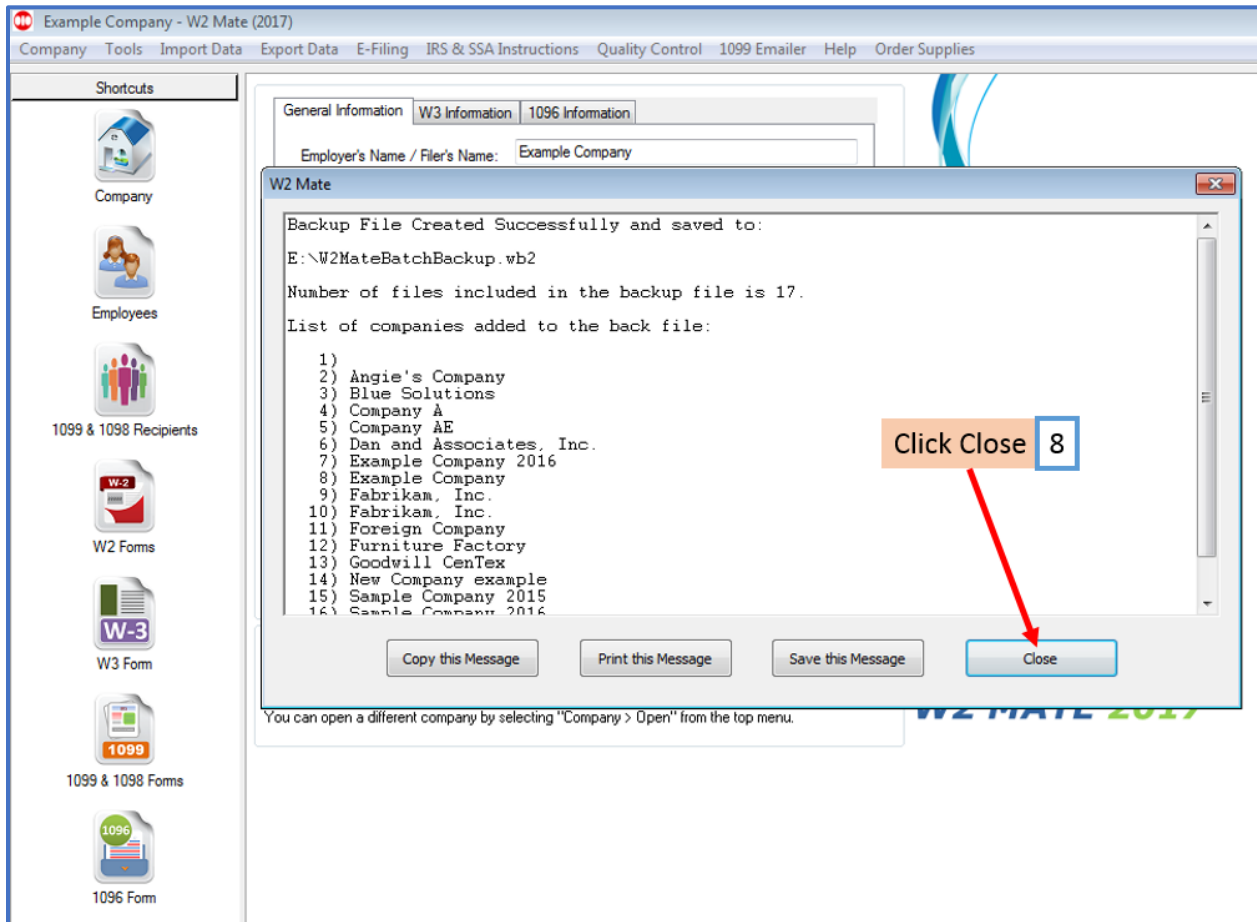 Example Company - W2 Mate (2017)
Company Tools Import Data Export Data E-Filing IRS & SSA Instructions Quality Control 1099 Emailer Help Order Supplies
Shortcuts
Company
Employees
1099 & 1098 Recipients
W-2
W2 Forms
W-3
W3 Form
1099
1099 & 1098 Forms
1096
1096 Form
General Information W3 Information 1096 Information
Employer's Name / Filer's Name: Example Company
W2 Mate
Backup File Created Successfully and saved to:
E:\W2MateBatchBackup.wb2
Number of files included in the backup file is 17.
List of companies added to the back file:
1)
2) Angie's Company
3) Blue Solutions
4) Company A
5) Company AE
6) Dan and Associates, Inc.
7) Example Company 2016
8) Example Company
9) Fabrikam, Inc.
10) Fabrikam, Inc.
11) Foreign Company
12) Furniture Factory
13) Goodwill CenTex
14) New Company example
15) Sample Company 2015
16) Sample Company 2016
Click Close 8
Copy this Message Print this Message Save this Message Close
You can open a different company by selecting "Company > Open" from the top menu.
W2 MATE 2017